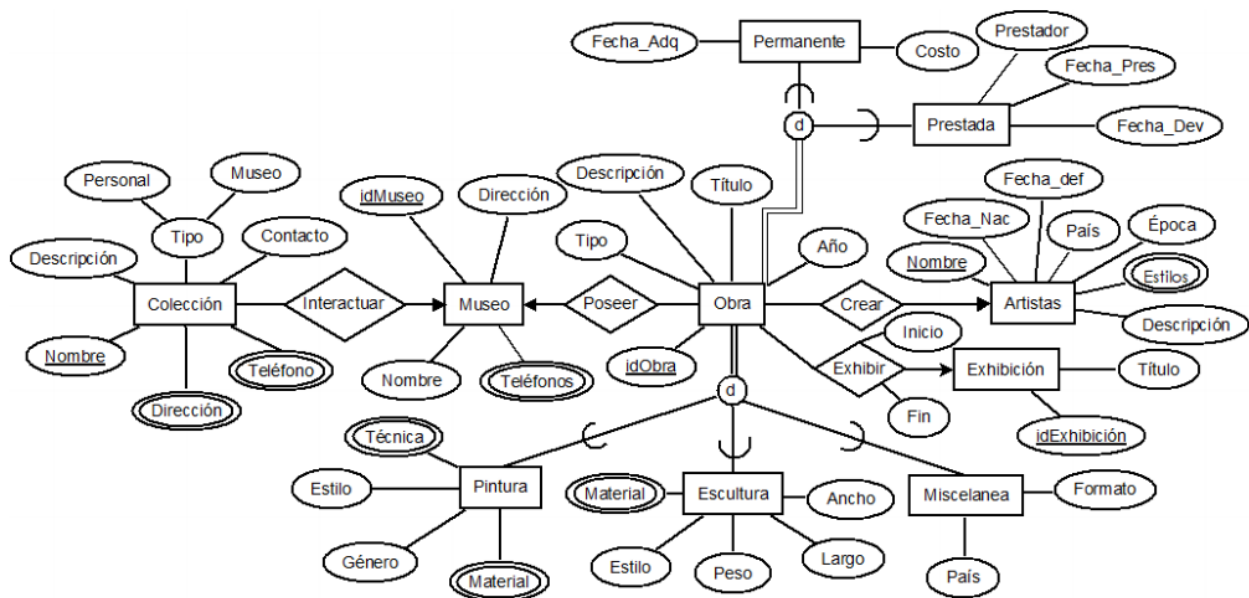 Fecha_Adq
Permanente
Costo
Prestador
Fecha_Pres
d
Prestada
Fecha_Dev
Personal
Museo
Tipo
Contacto
Descripción
Colección
Nombre
Dirección
Teléfono
Interactuar
idMuseo
Dirección
Museo
Nombre
Teléfonos
Poseer
Descripción
Título
Tipo
Año
Obra
idObra
Crear
Fecha_def
Fecha_Nac
País
Época
Nombre
Estilos
Artistas
Descripción
Inicio
Exhibir
Fin
Exhibición
Título
idExhibición
d
Técnica
Estilo
Pintura
Género
Material
Material
Escultura
Ancho
Estilo
Peso
Largo
Miscelanea
Formato
País